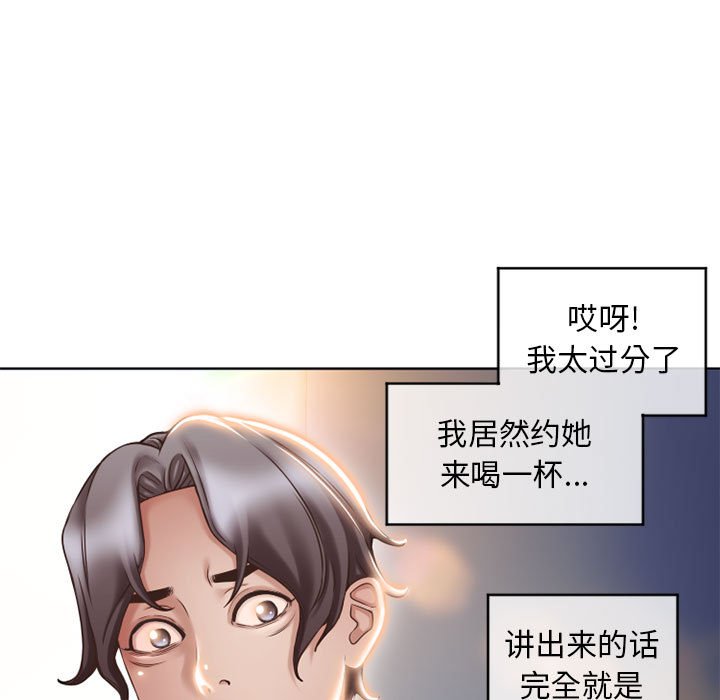 哎呀!
我太过分了
我居然约她
来喝一杯...
讲出来的话
完全就是